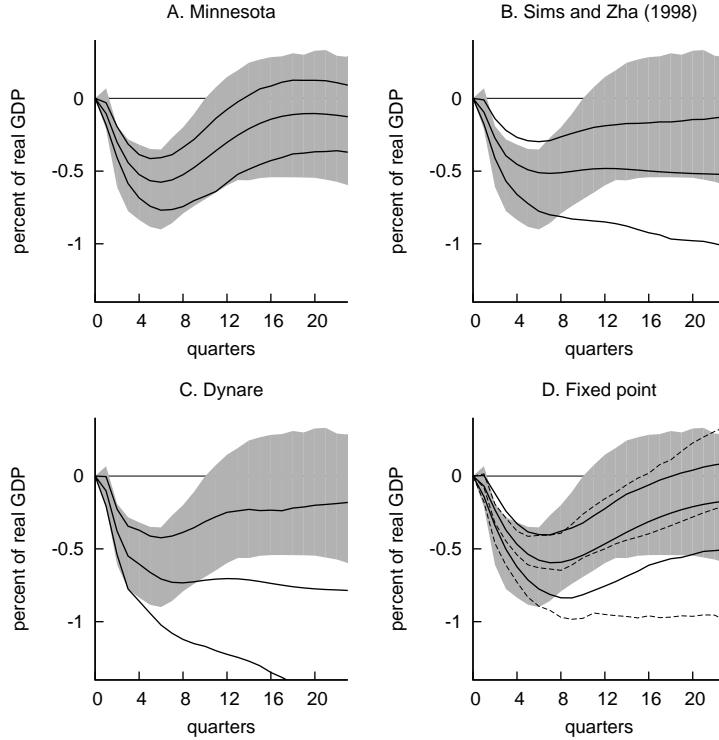 A. Minnesota
percent of real GDP
0
-0.5
-1
0 4 8 12 16 20
quarters
B. Sims and Zha (1998)
percent of real GDP
0
-0.5
-1
0 4 8 12 16 20
quarters
C. Dynare
percent of real GDP
0
-0.5
-1
0 4 8 12 16 20
quarters
D. Fixed point
percent of real GDP
0
-0.5
-1
0 4 8 12 16 20
quarters